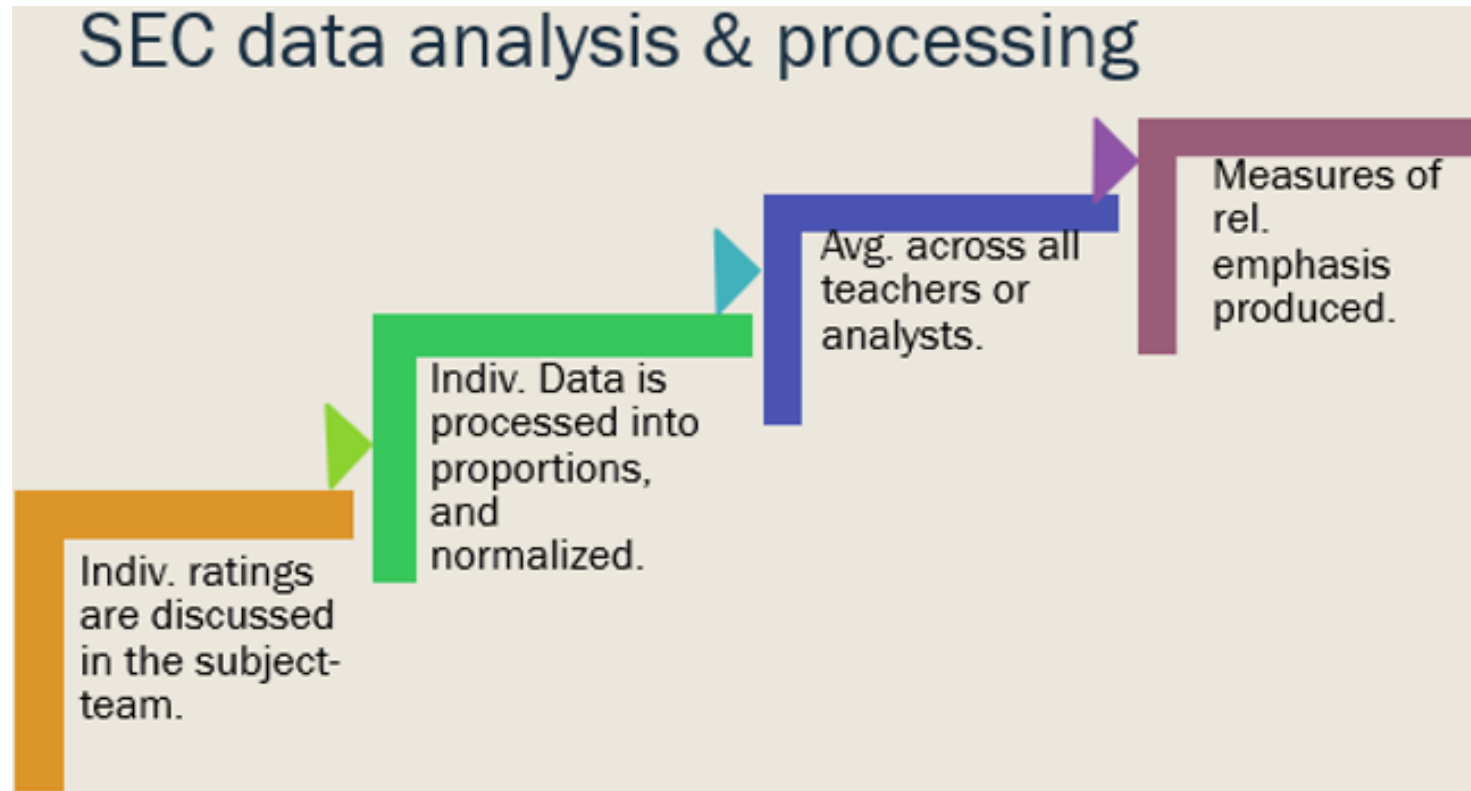 SEC data analysis & processing
Indiv. ratings
are discussed
in the subject-
team.
Indiv. Data is
processed into
proportions,
and
normalized.
Avg. across all
teachers or
analysts.
Measures of
rel.
emphasis
produced.